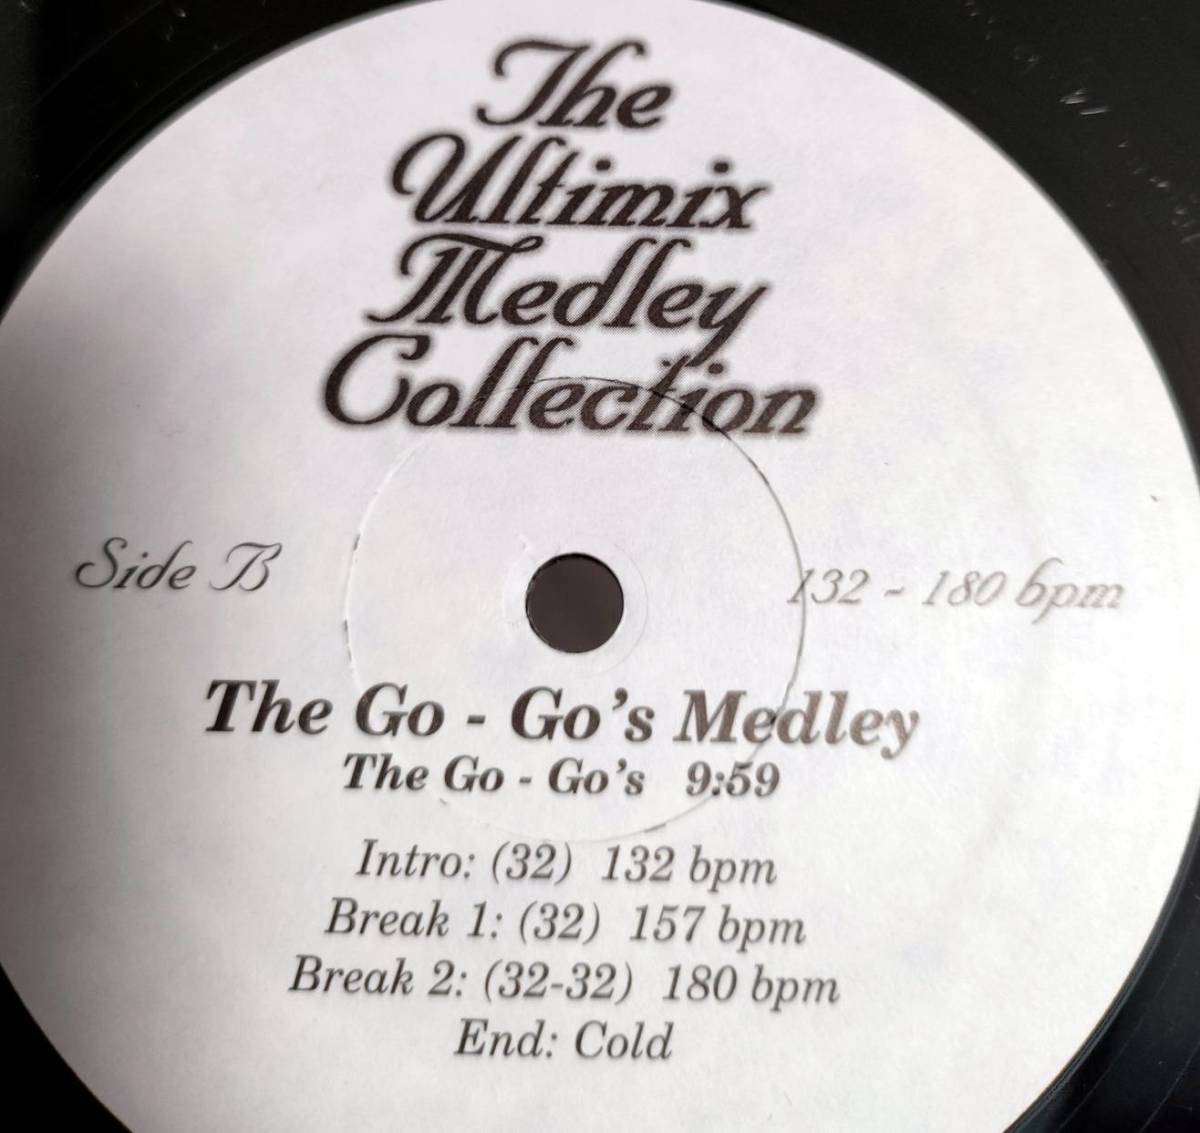 The
Ultimix
Medley
Collection
Side B
132 - 180 bpm
The Go - Go's Medley
The Go - Go's 9:59
Intro: (32) 132 bpm
Break 1: (32) 157 bpm
Break 2: (32-32) 180 bpm
End: Cold